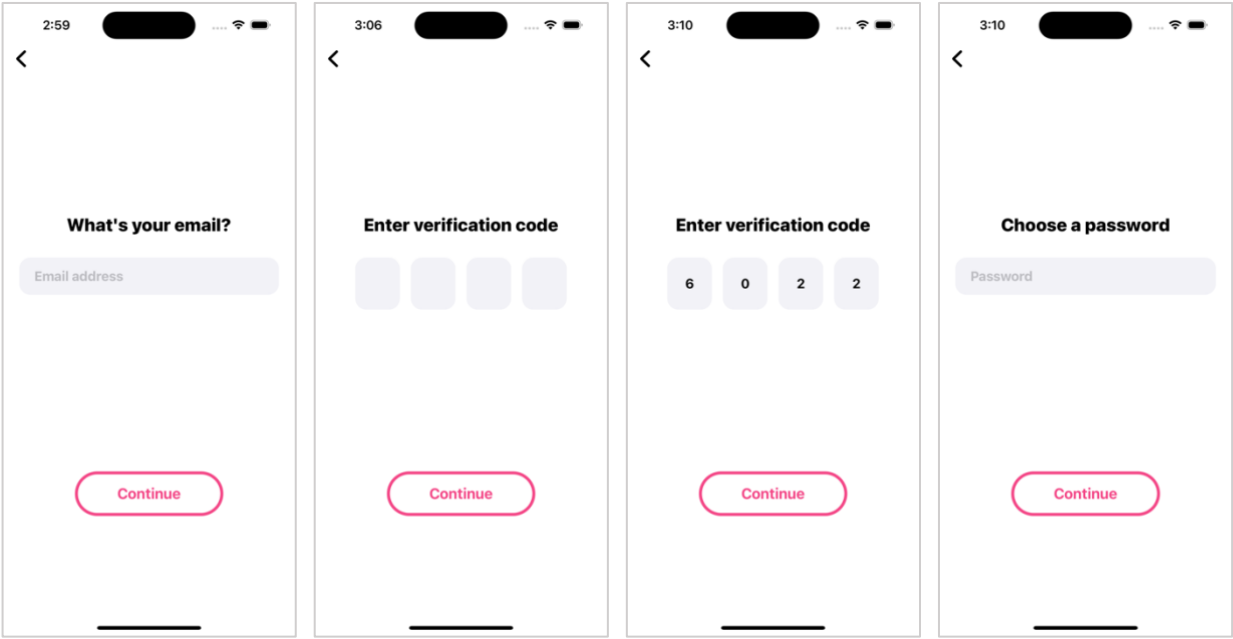 2:59
What's your email?
Email address
Continue
3:06
Enter verification code
Continue
3:10
Enter verification code
6 0 2 2
Continue
3:10
Choose a password
Password
Continue